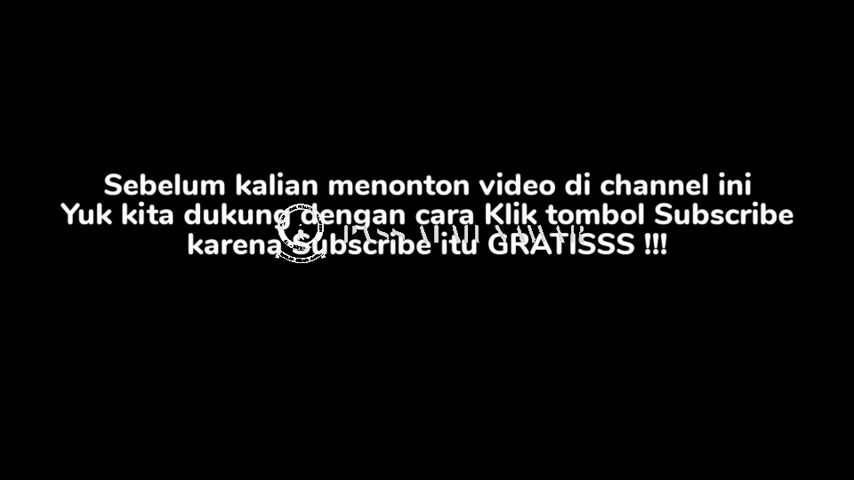 Sebelum kalian menonton video di channel ini
Yuk kita dukung dengan cara Klik tombol Subscribe
karena Subscribe itu GRATISSS !!!